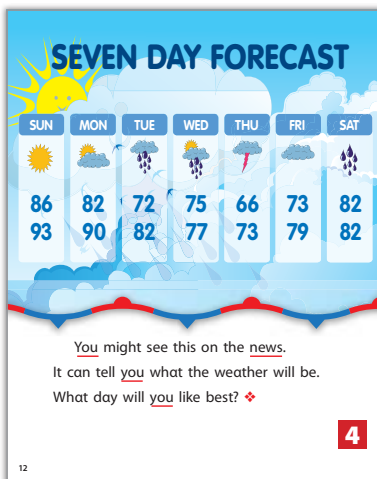 SEVEN DAY FORECAST
SUN MON TUE WED THU FRI SAT
86 82 72 75 66 73 82
93 90 82 77 73 79 82
You might see this on the news.
It can tell you what the weather will be.
What day will you like best? ❖
4
12